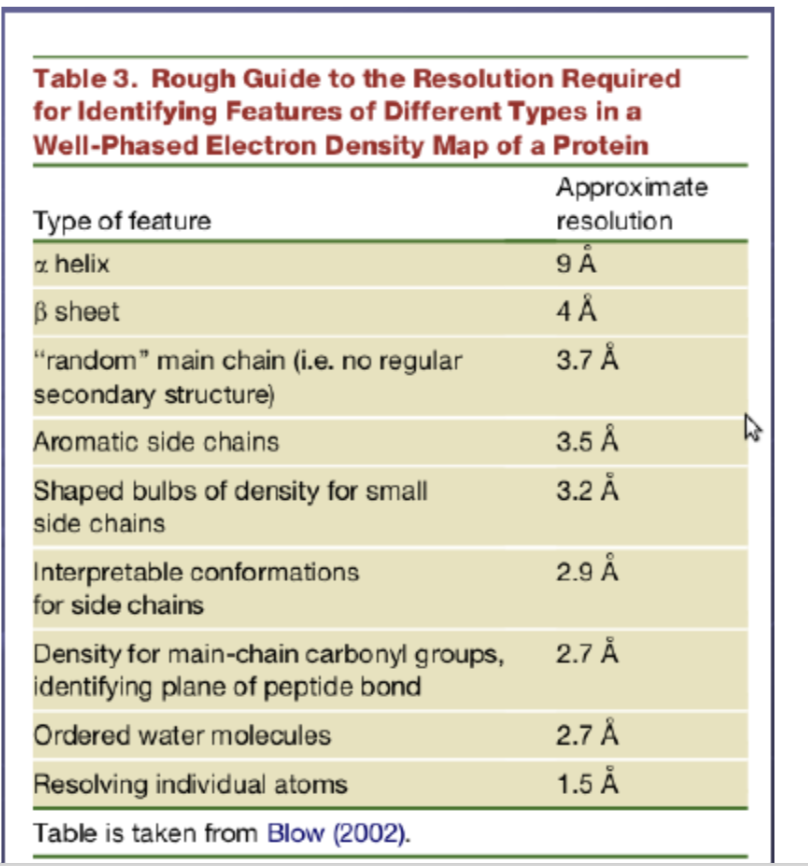 Table 3. Rough Guide to the Resolution Required
for Identifying Features of Different Types in a
Well-Phased Electron Density Map of a Protein
Approximate
Type of feature resolution
α helix 9 Å
β sheet 4 Å
“random” main chain (i.e. no regular 3.7 Å
secondary structure)
Aromatic side chains 3.5 Å
Shaped bulbs of density for small 3.2 Å
side chains
Interpretable conformations 2.9 Å
for side chains
Density for main-chain carbonyl groups, 2.7 Å
identifying plane of peptide bond
Ordered water molecules 2.7 Å
Resolving individual atoms 1.5 Å
Table is taken from Blow (2002).